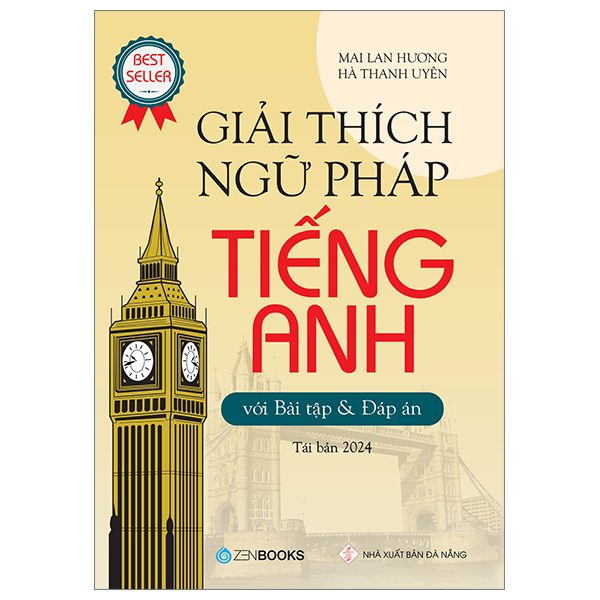 BEST
SELLER
MAI LAN HƯƠNG
HÀ THANH UYÊN
GIẢI THÍCH
NGỮ PHÁP
TIẾNG
ANH
với Bài tập & Đáp án
Tái bản 2024
ZENBOOKS
NHÀ XUẤT BẢN ĐÀ NẴNG